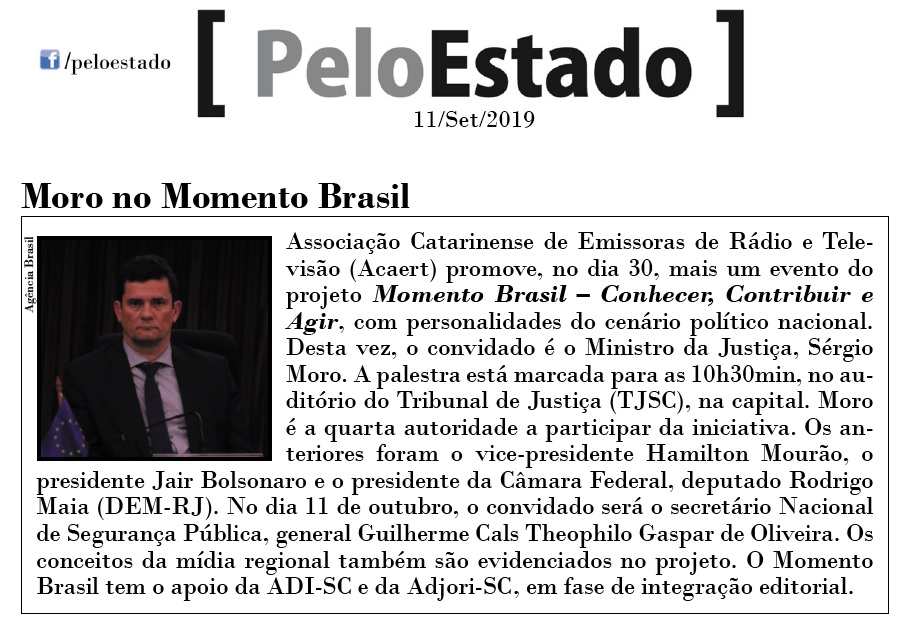 /peloestado
[ PeloEstado ]
11/Set/2019
Moro no Momento Brasil
Agência Brasil
Associação Catarinense de Emissoras de Rádio e Tele-
visão (Acaert) promove, no dia 30, mais um evento do
projeto Momento Brasil – Conhecer, Contribuir e
Agir, com personalidades do cenário político nacional.
Desta vez, o convidado é o Ministro da Justiça, Sérgio
Moro. A palestra está marcada para as 10h30min, no au-
ditório do Tribunal de Justiça (TJSC), na capital. Moro
é a quarta autoridade a participar da iniciativa. Os an-
teriores foram o vice-presidente Hamilton Mourão, o
presidente Jair Bolsonaro e o presidente da Câmara Federal, deputado Rodrigo
Maia (DEM-RJ). No dia 11 de outubro, o convidado será o secretário Nacional
de Segurança Pública, general Guilherme Cals Theophilo Gaspar de Oliveira. Os
conceitos da mídia regional também são evidenciados no projeto. O Momento
Brasil tem o apoio da ADI-SC e da Adjori-SC, em fase de integração editorial.